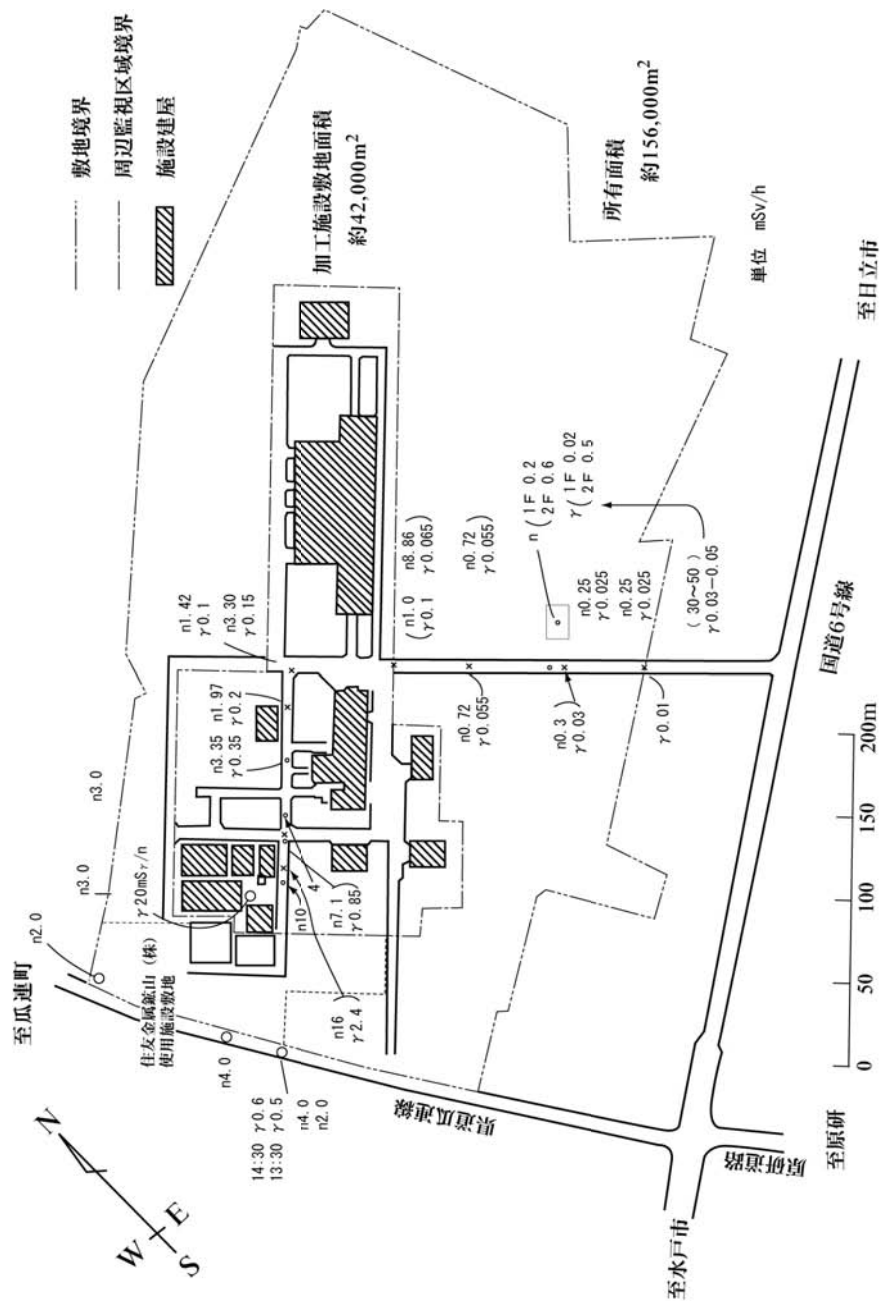 敷地境界
周辺監視区域境界
施設建屋
加工施設敷地面積
約42,000m²
所有面積
約156,000m²
単位 mSv/h
至日立市
国道6号線
至瓜連町
住友金属鉱山(株)
使用施設敷地
n2.0
n3.0
n3.0
γ20mSγ/n
n4.0
14:30 γ0.6
13:30 γ0.5
n4.0
n2.0
n16
γ2.4
n10
n7.1
γ0.85
4
n3.35
γ0.35
n1.97
γ0.2
n1.42
γ0.1
n3.30
γ0.15
n1.0
γ0.1
n8.86
γ0.065
n0.72
γ0.055
n0.72
γ0.055
n
1F 0.2
2F 0.6
γ
1F 0.02
2F 0.5
n0.25
γ0.025
n0.25
γ0.025
(30~50)
γ0.03-0.05
n0.3
γ0.03
γ0.01
県道瓜連線
原研道路
至原研
至水戸市
0 50 100 150 200m
N
E
W
S